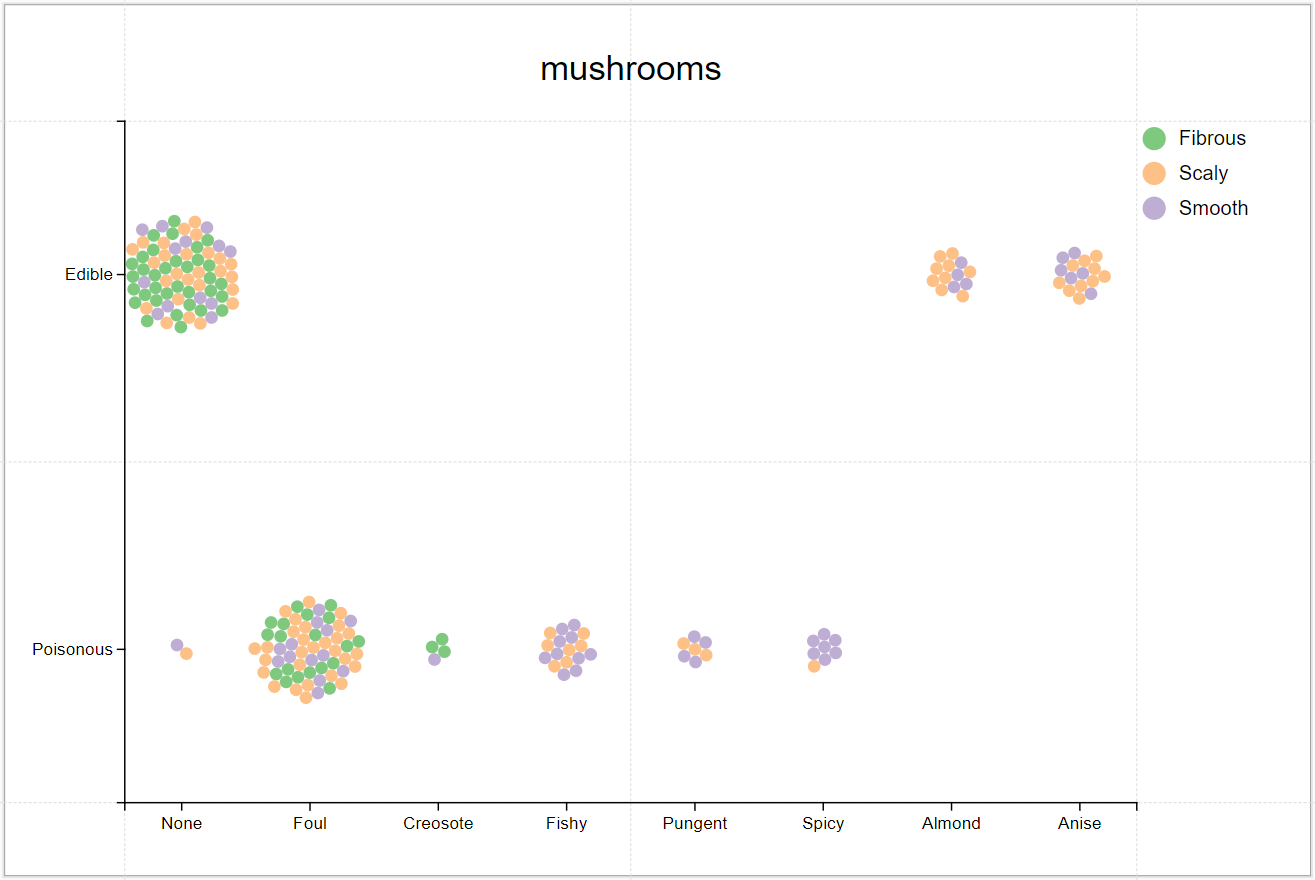 mushrooms
Fibrous
Scaly
Smooth
Edible
Poisonous
None Foul Creosote Fishy Pungent Spicy Almond Anise